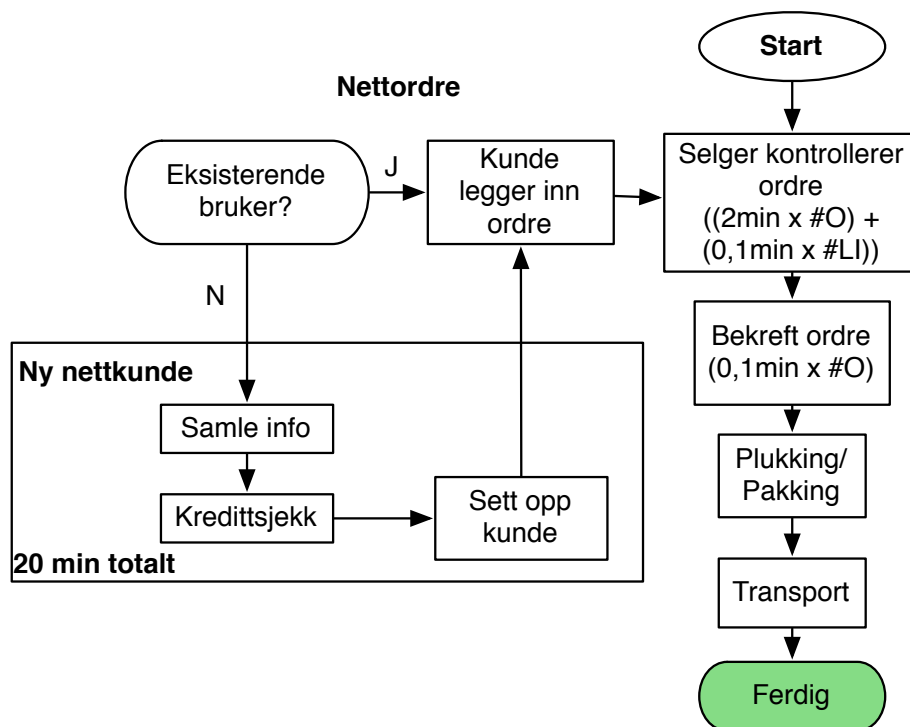 Start
Nettordre
Eksisterende
bruker?
J
N
Kunde
legger inn
ordre
Selger kontrollerer
ordre
((2min x #O) +
(0,1min x #LI))
Bekreft ordre
(0,1min x #O)
Ny nettkunde
Samle info
Kredittsjekk
Sett opp
kunde
20 min totalt
Plukking/
Pakking
Transport
Ferdig